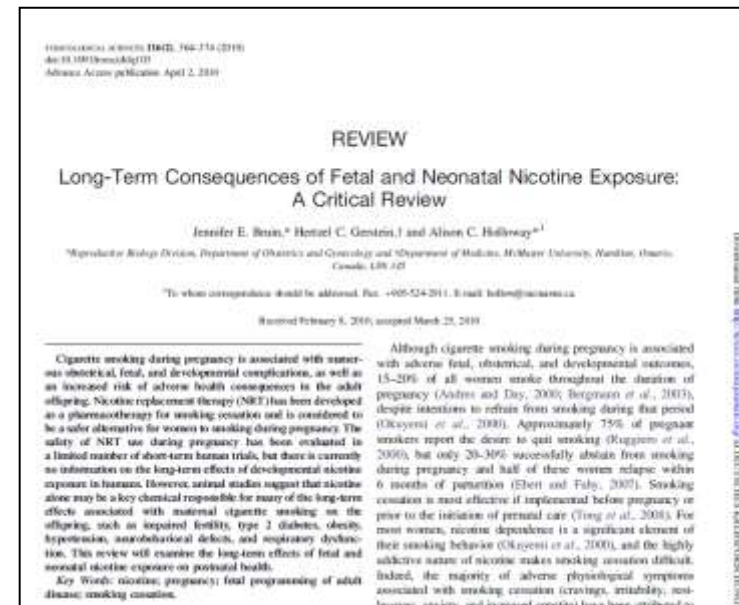 TOXICOLOGICAL SCIENCES 116(2), 364–374 (2010)
Advance Access publication April 2, 2010
REVIEW
Long-Term Consequences of Fetal and Neonatal Nicotine Exposure:
A Critical Review
Jennifer E. Bruin,* Hertzel C. Gerstein,† and Alison C. Holloway*,1
*Reproductive Biology Division, Department of Obstetrics and Gynecology and †Department of Medicine, McMaster University, Hamilton, Ontario,
Canada,
1To whom correspondence should be addressed. Fax: E-mail:
Received February 8, 2010; accepted March 25, 2010
Cigarette smoking during pregnancy is associated with numer-
ous obstetrical, fetal, and developmental complications, as well as
an increased risk of adverse health consequences in the adult
offspring. Nicotine replacement therapy (NRT) has been developed
as a pharmacotherapy for smoking cessation and is considered to
be a safer alternative for women to smoking during pregnancy. The
safety of NRT use during pregnancy has been evaluated in
a limited number of short-term human trials, but there is currently
no information on the long-term effects of developmental nicotine
exposure in humans. However, animal studies suggest that nicotine
alone may be a key chemical responsible for many of the long-term
effects associated with maternal cigarette smoking on the
offspring, such as impaired fertility, type 2 diabetes, obesity,
hypertension, neurobehavioral defects, and respiratory dysfunc-
tion. This review will examine the long-term effects of fetal and
neonatal nicotine exposure on postnatal health.
Key Words: nicotine; pregnancy; fetal programming of adult
disease; smoking cessation.
Although cigarette smoking during pregnancy is associated
with adverse fetal, obstetrical, and developmental outcomes,
15–20% of all women smoke throughout the duration of
pregnancy (Andres and Day, 2000; Bergmann et al., 2003),
despite intentions to refrain from smoking during that period
(Okuyemi et al., 2000). Approximately 75% of pregnant
smokers report the desire to quit smoking (Ruggiero et al.,
2000), but only 20–30% successfully abstain from smoking
during pregnancy and half of these women relapse within
6 months of parturition (Ebert and Fahy, 2007). Smoking
cessation is most effective if implemented before pregnancy or
prior to the initiation of prenatal care (Tong et al., 2008). For
most women, nicotine dependence is a significant element of
their smoking behavior (Okuyemi et al., 2000), and the highly
addictive nature of nicotine makes smoking cessation difficult.
Indeed, the majority of adverse physiological symptoms
associated with smoking cessation (cravings, irritability, rest-
lessness, anxiety, and increased appetite) have been attributed to